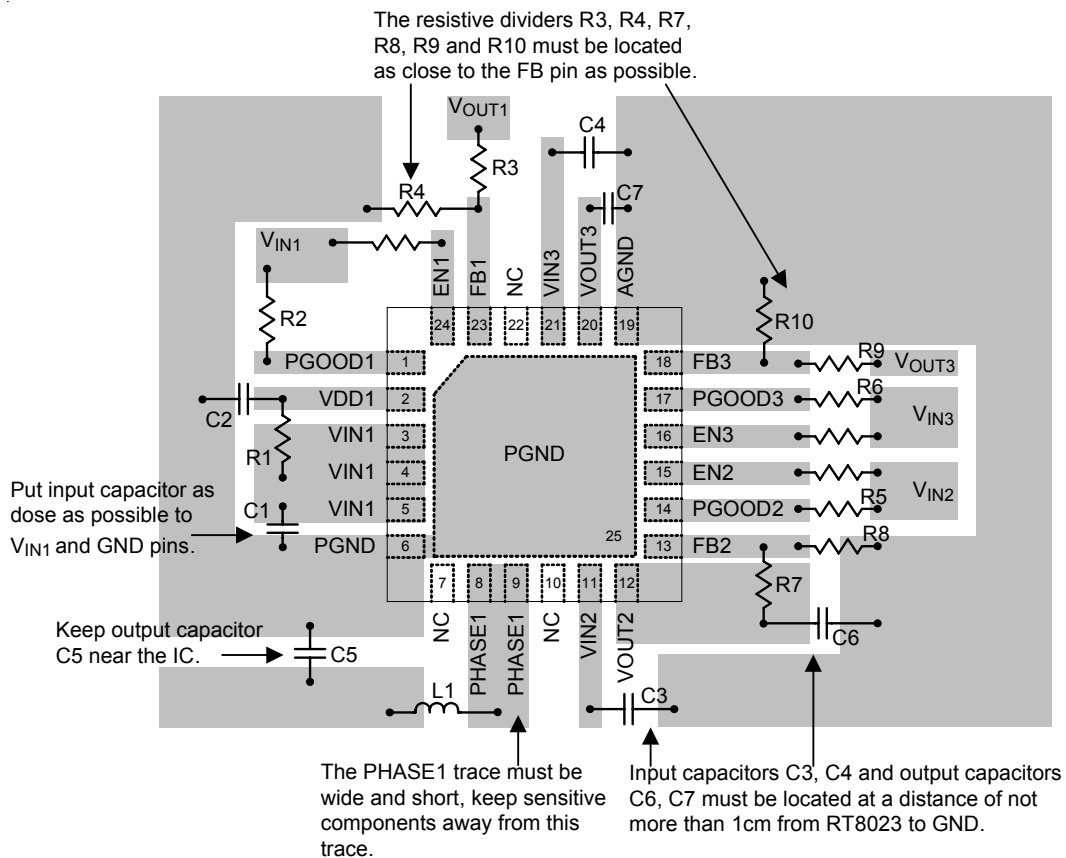 The resistive dividers R3, R4, R7,
R8, R9 and R10 must be located
as close to the FB pin as possible.
VOUT1
C4
R3
R4
C7
VIN1
EN1
FB1
NC
VIN3
VOUT3
AGND
R2
R10
24
23
22
21
20
19
PGOOD1
1
18
FB3
R9
VOUT3
C2
VDD1
2
17
PGOOD3
R6
VIN3
R1
VIN1
3
16
EN3
VIN1
4
PGND
15
EN2
VIN2
Put input capacitor as
dose as possible to
VIN1 and GND pins.
C1
VIN1
5
14
PGOOD2
R5
PGND
6
25
13
FB2
R8
7
8
9
10
11
12
R7
NC
PHASE1
PHASE1
NC
VIN2
VOUT2
C6
Keep output capacitor
C5 near the IC.
C5
L1
C3
The PHASE1 trace must be
wide and short, keep sensitive
components away from this
trace.
Input capacitors C3, C4 and output capacitors
C6, C7 must be located at a distance of not
more than 1cm from RT8023 to GND.